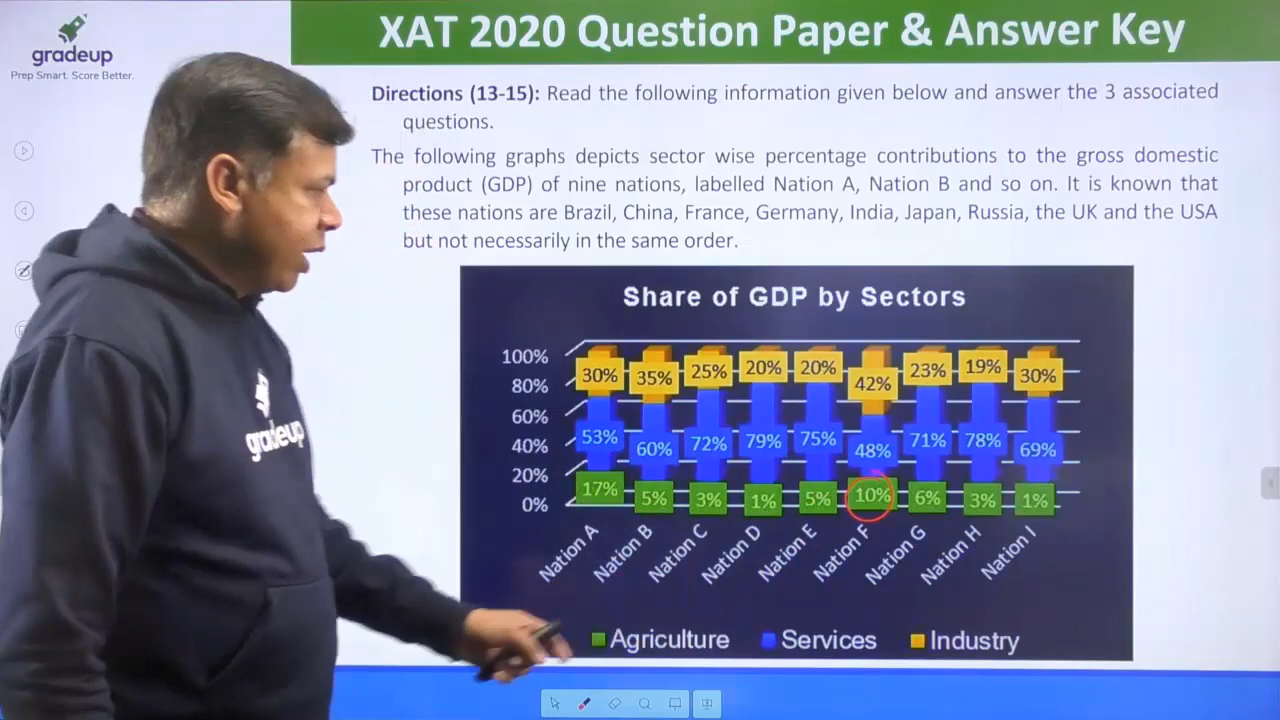 gradeup
Prep Smart. Score Better.
XAT 2020 Question Paper & Answer Key
Directions (13-15): Read the following information given below and answer the 3 associated
questions.
The following graphs depicts sector wise percentage contributions to the gross domestic
product (GDP) of nine nations, labelled Nation A, Nation B and so on. It is known that
these nations are Brazil, China, France, Germany, India, Japan, Russia, the UK and the USA
but not necessarily in the same order.
Share of GDP by Sectors
100%
80%
60%
40%
20%
0%
30% 35% 25% 20% 20% 42% 23% 19% 30%
53% 60% 72% 79% 75% 48% 71% 78% 69%
17% 5% 3% 1% 5% 10% 6% 3% 1%
Nation A Nation B Nation C Nation D Nation E Nation F Nation G Nation H Nation I
Agriculture Services Industry
gradeup